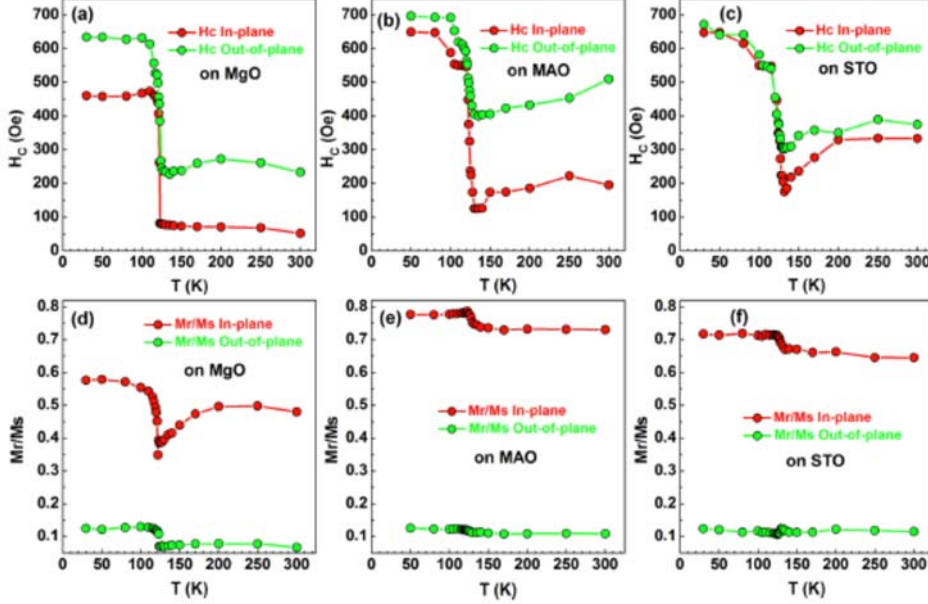 (a)
Hc In-plane
Hc Out-of-plane
on MgO
700
600
500
400
300
200
100
0
H_C (Oe)
0 50 100 150 200 250 300
T (K)
(b)
Hc In-plane
Hc Out-of-plane
on MAO
700
600
500
400
300
200
100
0
H_C (Oe)
0 50 100 150 200 250 300
T (K)
(c)
Hc In-plane
Hc Out-of-plane
on STO
700
600
500
400
300
200
100
0
H_C (Oe)
0 50 100 150 200 250 300
T (K)
(d)
Mr/Ms In-plane
Mr/Ms Out-of-plane
on MgO
0.8
0.7
0.6
0.5
0.4
0.3
0.2
0.1
Mr/Ms
0 50 100 150 200 250 300
T (K)
(e)
Mr/Ms In-plane
Mr/Ms Out-of-plane
on MAO
0.8
0.7
0.6
0.5
0.4
0.3
0.2
0.1
Mr/Ms
0 50 100 150 200 250 300
T (K)
(f)
Mr/Ms In-plane
Mr/Ms Out-of-plane
on STO
0.8
0.7
0.6
0.5
0.4
0.3
0.2
0.1
Mr/Ms
0 50 100 150 200 250 300
T (K)